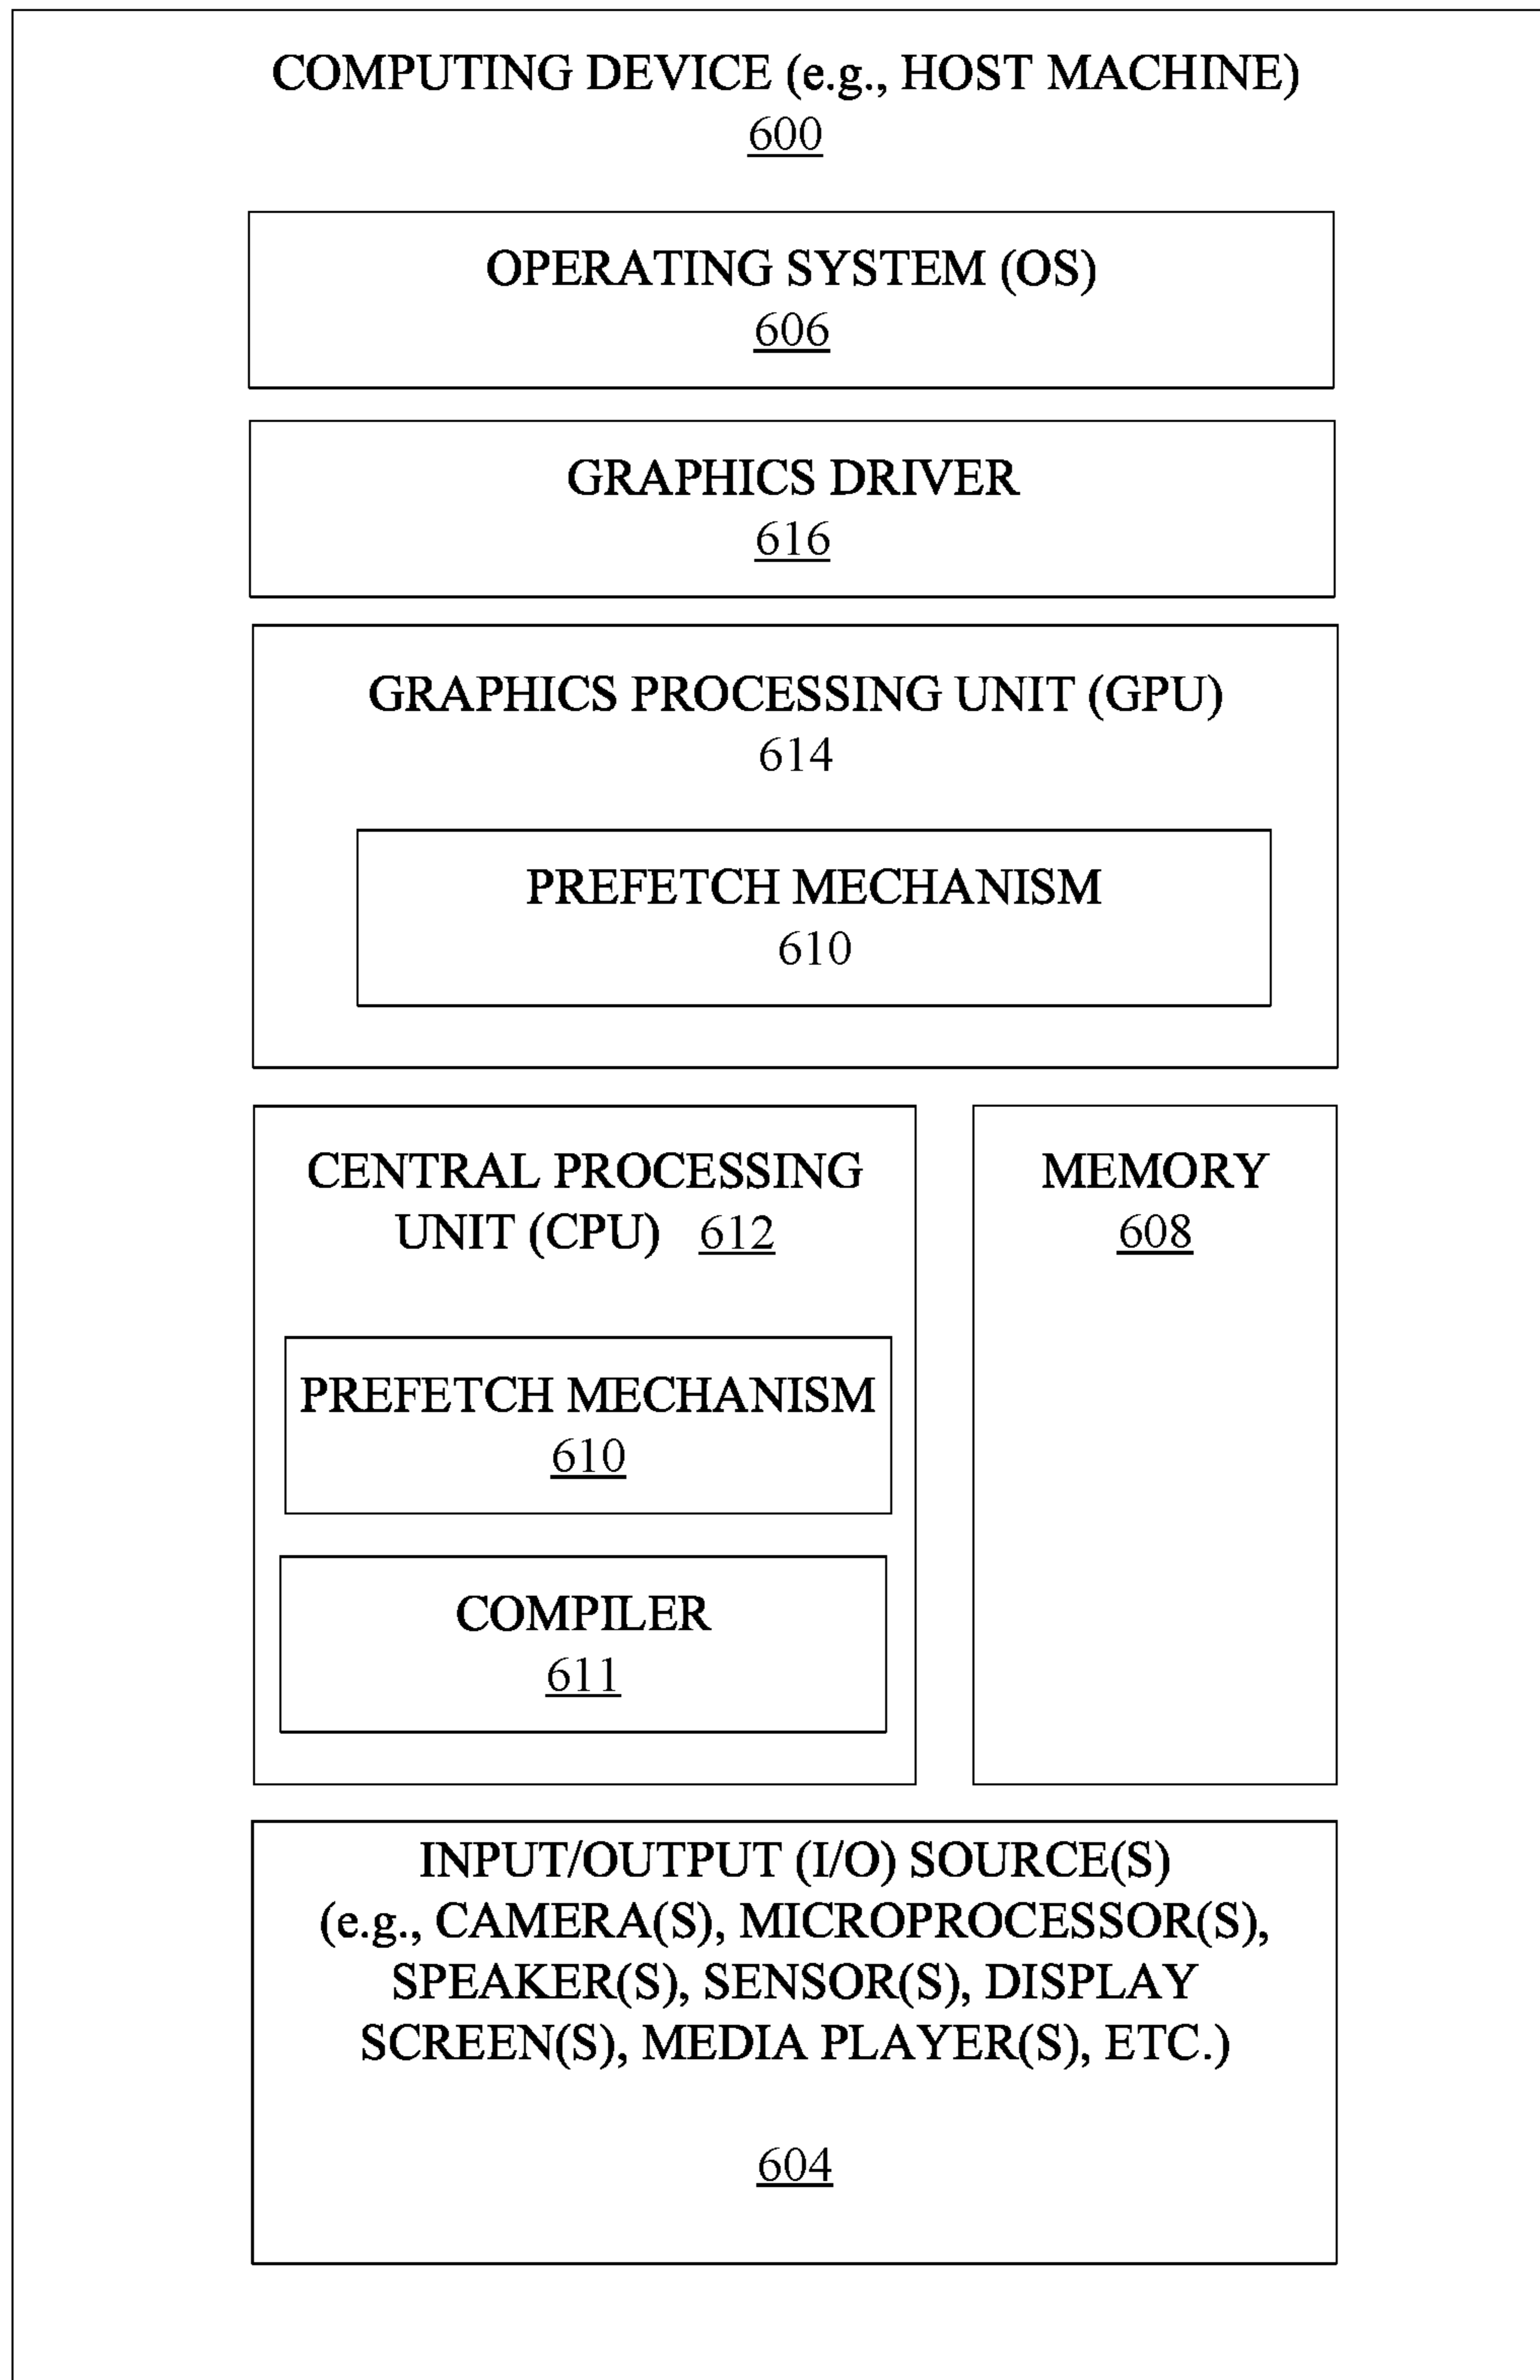 COMPUTING DEVICE (e.g., HOST MACHINE)
600
OPERATING SYSTEM (OS)
606
GRAPHICS DRIVER
616
GRAPHICS PROCESSING UNIT (GPU)
614
PREFETCH MECHANISM
610
CENTRAL PROCESSING
UNIT (CPU) 612
PREFETCH MECHANISM
610
COMPILER
611
MEMORY
608
INPUT/OUTPUT (I/O) SOURCE(S)
(e.g., CAMERA(S), MICROPROCESSOR(S),
SPEAKER(S), SENSOR(S), DISPLAY
SCREEN(S), MEDIA PLAYER(S), ETC.)
604